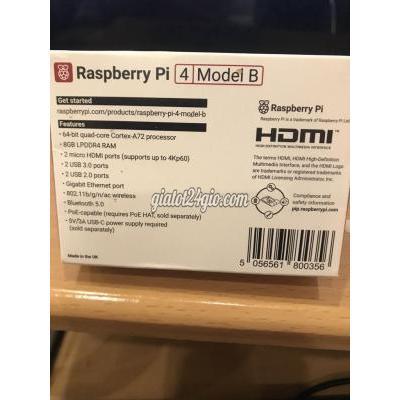 Raspberry Pi 4 Model B
Get started
raspberrypi.com/products/raspberry-pi-4-model-b
Features
• 64-bit quad-core Cortex-A72 processor
• 8GB LPDDR4 RAM
• 2 micro HDMI ports (supports up to 4Kp60)
• 2 USB 3.0 ports
• 2 USB 2.0 ports
• Gigabit Ethernet port
• 802.11b/g/n/ac wireless
• Bluetooth 5.0
• PoE-capable (requires PoE HAT, sold separately)
• 5V/3A USB-C power supply required
(sold separately)
Made in the UK
Raspberry Pi
Raspberry Pi is a trademark of Raspberry Pi Ltd
HDMI™
HIGH-DEFINITION MULTIMEDIA INTERFACE
The terms HDMI, HDMI High-Definition
Multimedia Interface, and the HDMI Logo
are trademarks or registered trademarks
of HDMI Licensing Administrator, Inc.
Compliance and
safety information
pip.raspberrypi.com
5 056561 800356
gialot24gio.com